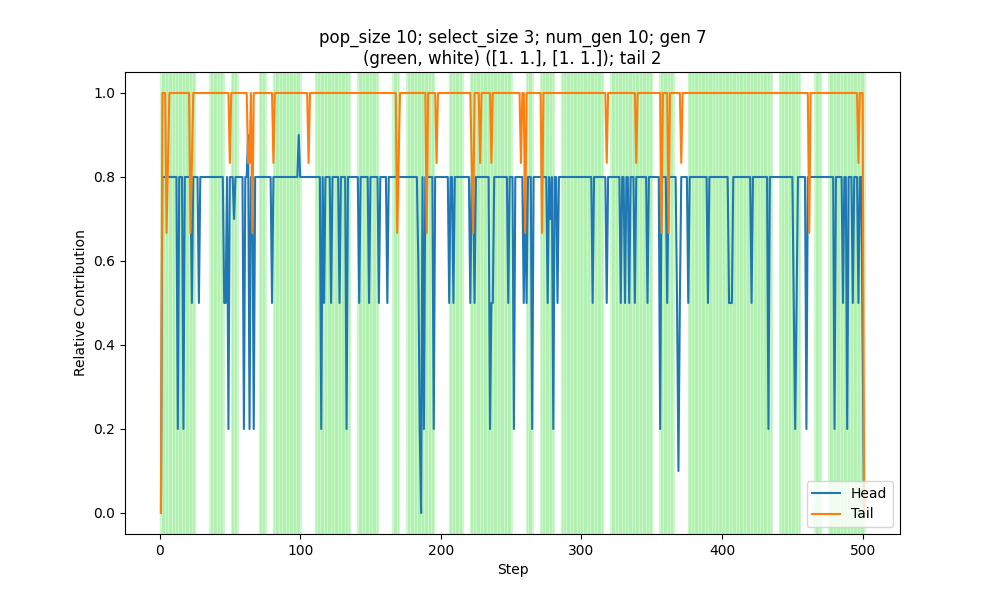 pop_size 10; select_size 3; num_gen 10; gen 7
(green, white) ([1. 1.], [1. 1.]); tail 2
Relative Contribution
1.0
0.8
0.6
0.4
0.2
0.0
0
100
200
300
400
500
Step
Head
Tail